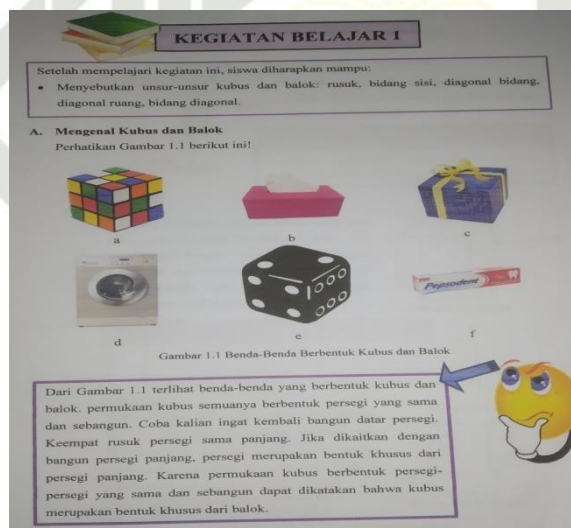 KEGIATAN BELAJAR I
Setelah mempelajari kegiatan ini, siswa diharapkan mampu:
• Menyebutkan unsur-unsur kubus dan balok: rusuk, bidang sisi, diagonal bidang,
diagonal ruang, bidang diagonal.
A. Mengenal Kubus dan Balok
Perhatikan Gambar 1.1 berikut ini!
a
b
c
Pepsodent
d
e
f
Gambar 1.1 Benda-Benda Berbentuk Kubus dan Balok
Dari Gambar 1.1 terlihat benda-benda yang berbentuk kubus dan
balok. permukaan kubus semuanya berbentuk persegi yang sama
dan sebangun. Coba kalian ingat kembali bangun datar persegi.
Keempat rusuk persegi sama panjang. Jika dikaitkan dengan
bangun persegi panjang, persegi merupakan bentuk khusus dari
persegi panjang. Karena permukaan kubus berbentuk persegi-
persegi yang sama dan sebangun dapat dikatakan bahwa kubus
merupakan bentuk khusus dari balok.